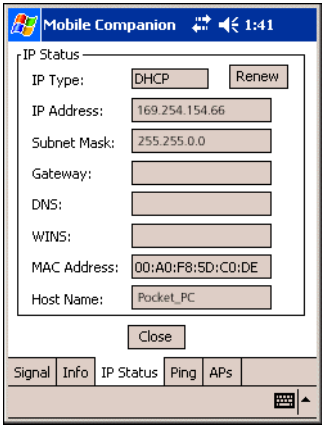 Mobile Companion 1:41
IP Status
IP Type: DHCP Renew
IP Address: 169.254.154.66
Subnet Mask: 255.255.0.0
Gateway:
DNS:
WINS:
MAC Address: 00:A0:F8:5D:C0:DE
Host Name: Pocket_PC
Close
Signal Info IP Status Ping APs